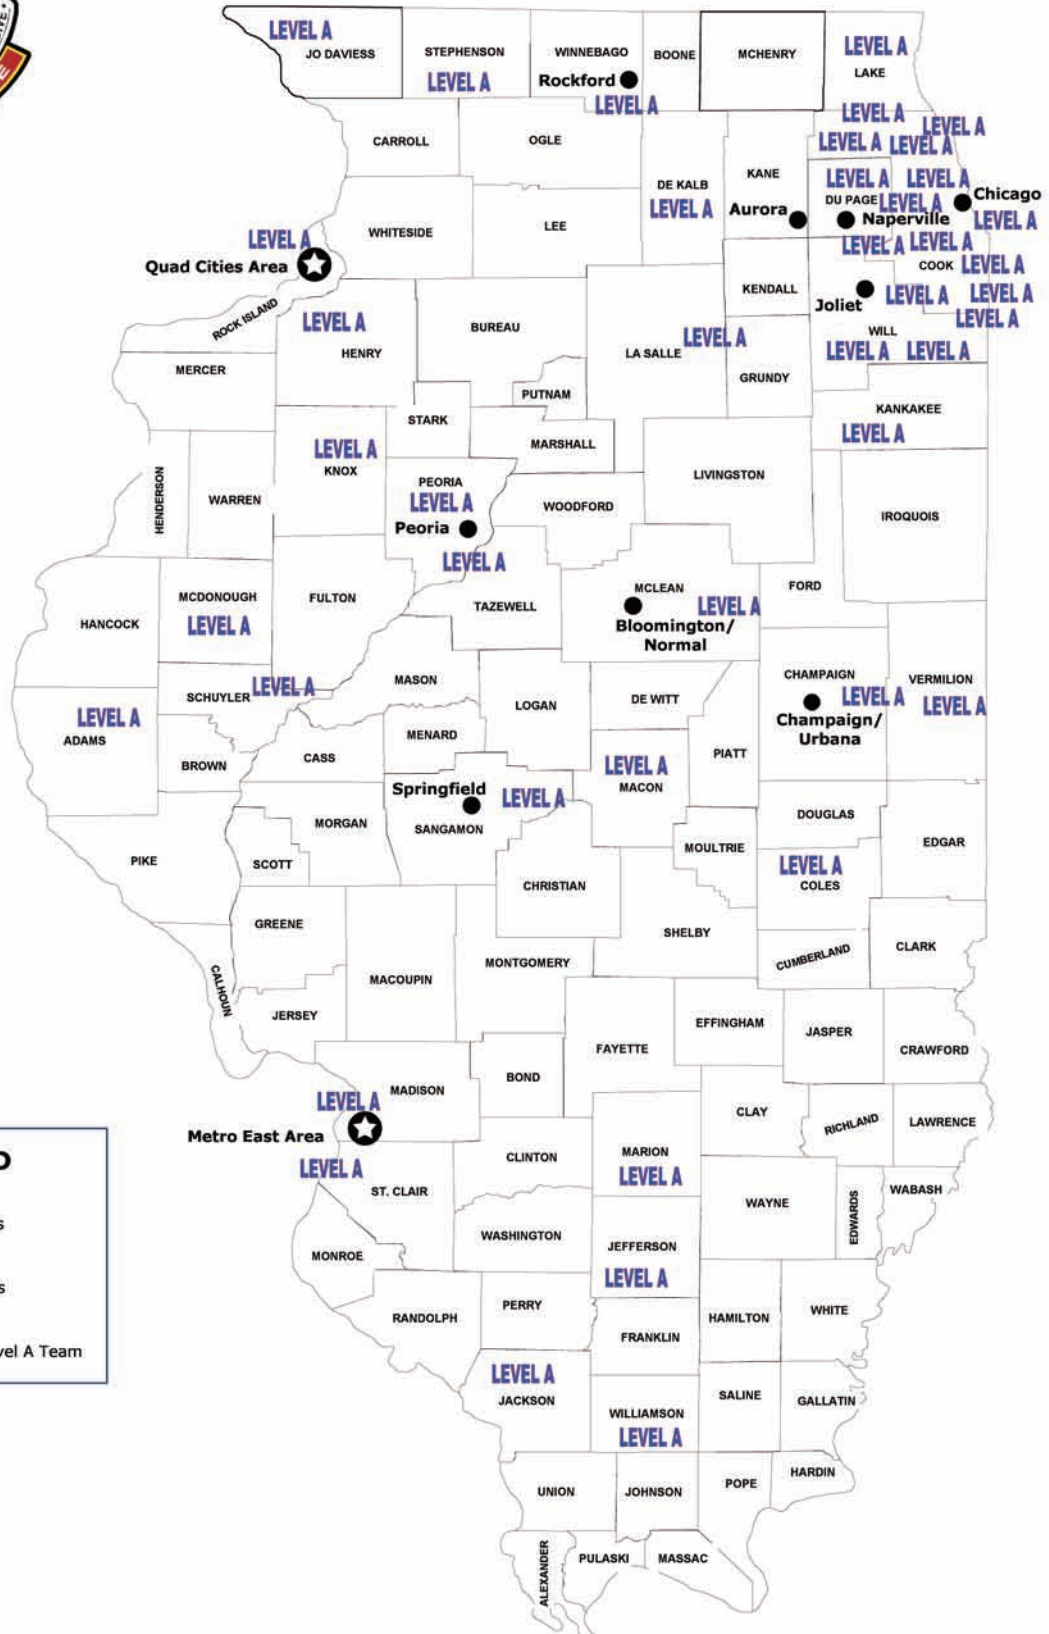 LEVEL A
JO DAVIESS
STEPHENSON
LEVEL A
WINNEBAGO
Rockford
LEVEL A
BOONE
MCHENRY
LEVEL A
LAKE
LEVEL A
LEVEL A
LEVEL A
LEVEL A
CARROLL
OGLE
DE KALB
LEVEL A
KANE
Aurora
LEVEL A
LEVEL A
DU PAGE
LEVEL A
Naperville
Chicago
LEVEL A
LEVEL A
LEVEL A
COOK
LEVEL A
WHITESIDE
LEE
LEVEL A
Quad Cities Area
ROCK ISLAND
KENDALL
Joliet
LEVEL A
LEVEL A
LEVEL A
WILL
LEVEL A
LEVEL A
LEVEL A
HENRY
BUREAU
LA SALLE
LEVEL A
GRUNDY
MERCER
PUTNAM
KANKAKEE
LEVEL A
STARK
MARSHALL
LEVEL A
KNOX
PEORIA
LEVEL A
Peoria
LIVINGSTON
HENDERSON
WARREN
WOODFORD
IROQUOIS
LEVEL A
TAZEWELL
MCLEAN
LEVEL A
Bloomington/
Normal
FORD
HANCOCK
MCDONOUGH
LEVEL A
FULTON
SCHUYLER
LEVEL A
MASON
LOGAN
DE WITT
CHAMPAIGN
LEVEL A
Champaign/
Urbana
VERMILION
LEVEL A
LEVEL A
ADAMS
BROWN
CASS
MENARD
PIATT
LEVEL A
MACON
Springfield
LEVEL A
SANGAMON
MORGAN
DOUGLAS
EDGAR
PIKE
SCOTT
CHRISTIAN
MOULTRIE
LEVEL A
COLES
GREENE
SHELBY
CUMBERLAND
CLARK
CALHOUN
MACOUPIN
MONTGOMERY
JERSEY
FAYETTE
EFFINGHAM
JASPER
CRAWFORD
MADISON
LEVEL A
Metro East Area
LEVEL A
BOND
CLAY
RICHLAND
LAWRENCE
ST. CLAIR
CLINTON
MARION
LEVEL A
WAYNE
EDWARDS
WABASH
MONROE
WASHINGTON
JEFFERSON
LEVEL A
RANDOLPH
PERRY
FRANKLIN
HAMILTON
WHITE
LEVEL A
JACKSON
WILLIAMSON
LEVEL A
SALINE
GALLATIN
UNION
JOHNSON
POPE
HARDIN
ALEXANDER
PULASKI
MASSAC
A Team